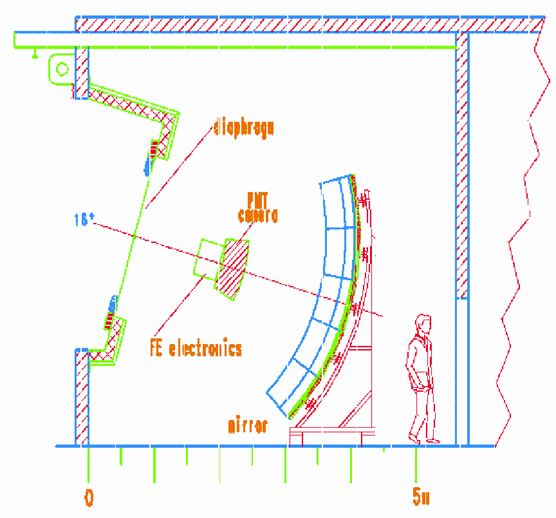 diaphragm
PMT
camera
16°
FE electronics
mirror
0
5m